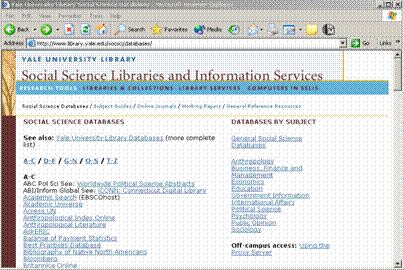 Yale University Library Social Science Databases
File Edit View Favorites Tools Help
Back Search Favorites Media
Address http://www.library.yale.edu/socsci/databases/ Go Links
YALE UNIVERSITY LIBRARY
Social Science Libraries and Information Services
RESEARCH TOOLS LIBRARIES & COLLECTIONS LIBRARY SERVICES COMPUTERS IN SSLIS
Social Science Databases / Subject Guides / Online Journals / Working Papers / General Reference Resources
SOCIAL SCIENCE DATABASES
See also: Yale University Library Databases (more complete
list)
A-C / D-F / G-N / O-S / T-Z
A-C
ABC Pol Sci See: Worldwide Political Science Abstracts
ABI/Inform Global See: iCONN: Connecticut Digital Library
Academic Search (EBSCOhost)
Academic Universe
Access UN
Anthropological Index Online
Anthropological Literature
AskERIC
Balance of Payment Statistics
Best Practices Database
Bibliography of Native North Americans
Bloomberg
Britannica Online
DATABASES BY SUBJECT
General Social Science
Databases
Anthropology
Business, Finance and
Management
Economics
Education
Government Information
International Affairs
Political Science
Psychology
Public Opinion
Sociology
Off-campus access: Using the
Proxy Server